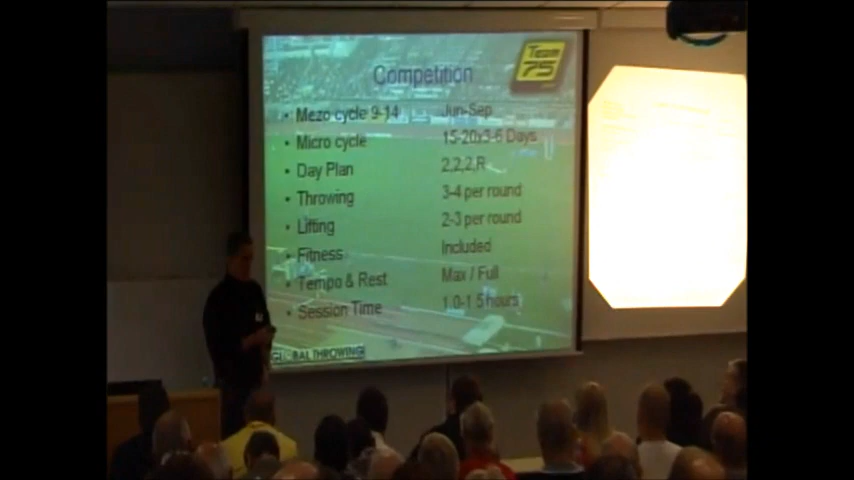 Team
75
Competition
• Mezo cycle 9-14 Jun-Sep
• Micro cycle 15-20x3-6 Days
• Day Plan 2,2,2,R
• Throwing 3-4 per round
• Lifting 2-3 per round
• Fitness Included
• Tempo & Rest Max / Full
• Session Time 1.0-1.5 hours
GLOBAL THROWING